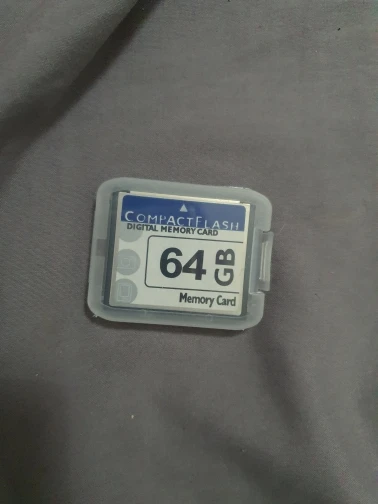 COMPACTFLASH
DIGITAL MEMORY CARD
64 GB
Memory Card